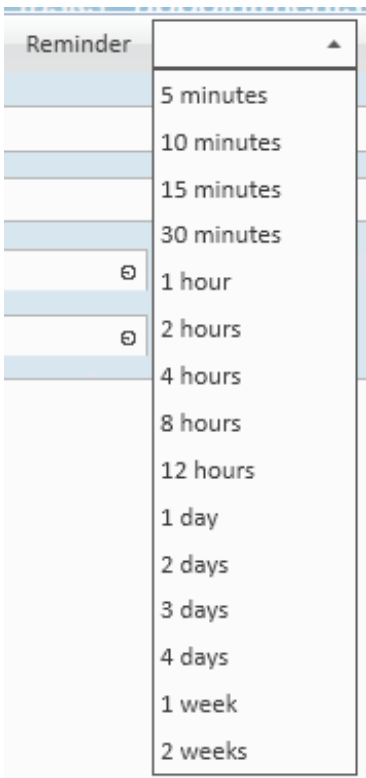 Reminder
5 minutes
10 minutes
15 minutes
30 minutes
1 hour
2 hours
4 hours
8 hours
12 hours
1 day
2 days
3 days
4 days
1 week
2 weeks